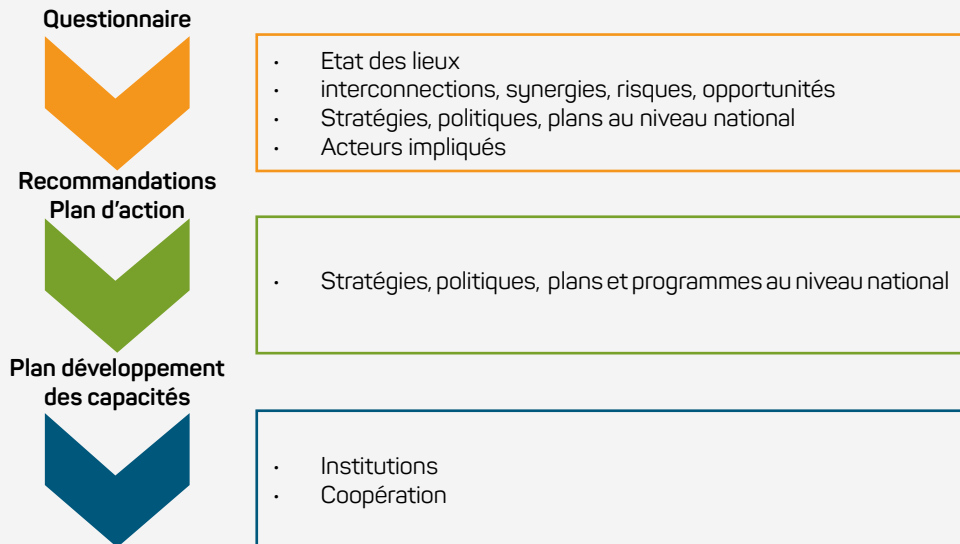 Questionnaire
• Etat des lieux
• interconnections, synergies, risques, opportunités
• Stratégies, politiques, plans au niveau national
• Acteurs impliqués
Recommandations
Plan d'action
• Stratégies, politiques, plans et programmes au niveau national
Plan développement
des capacités
• Institutions
• Coopération